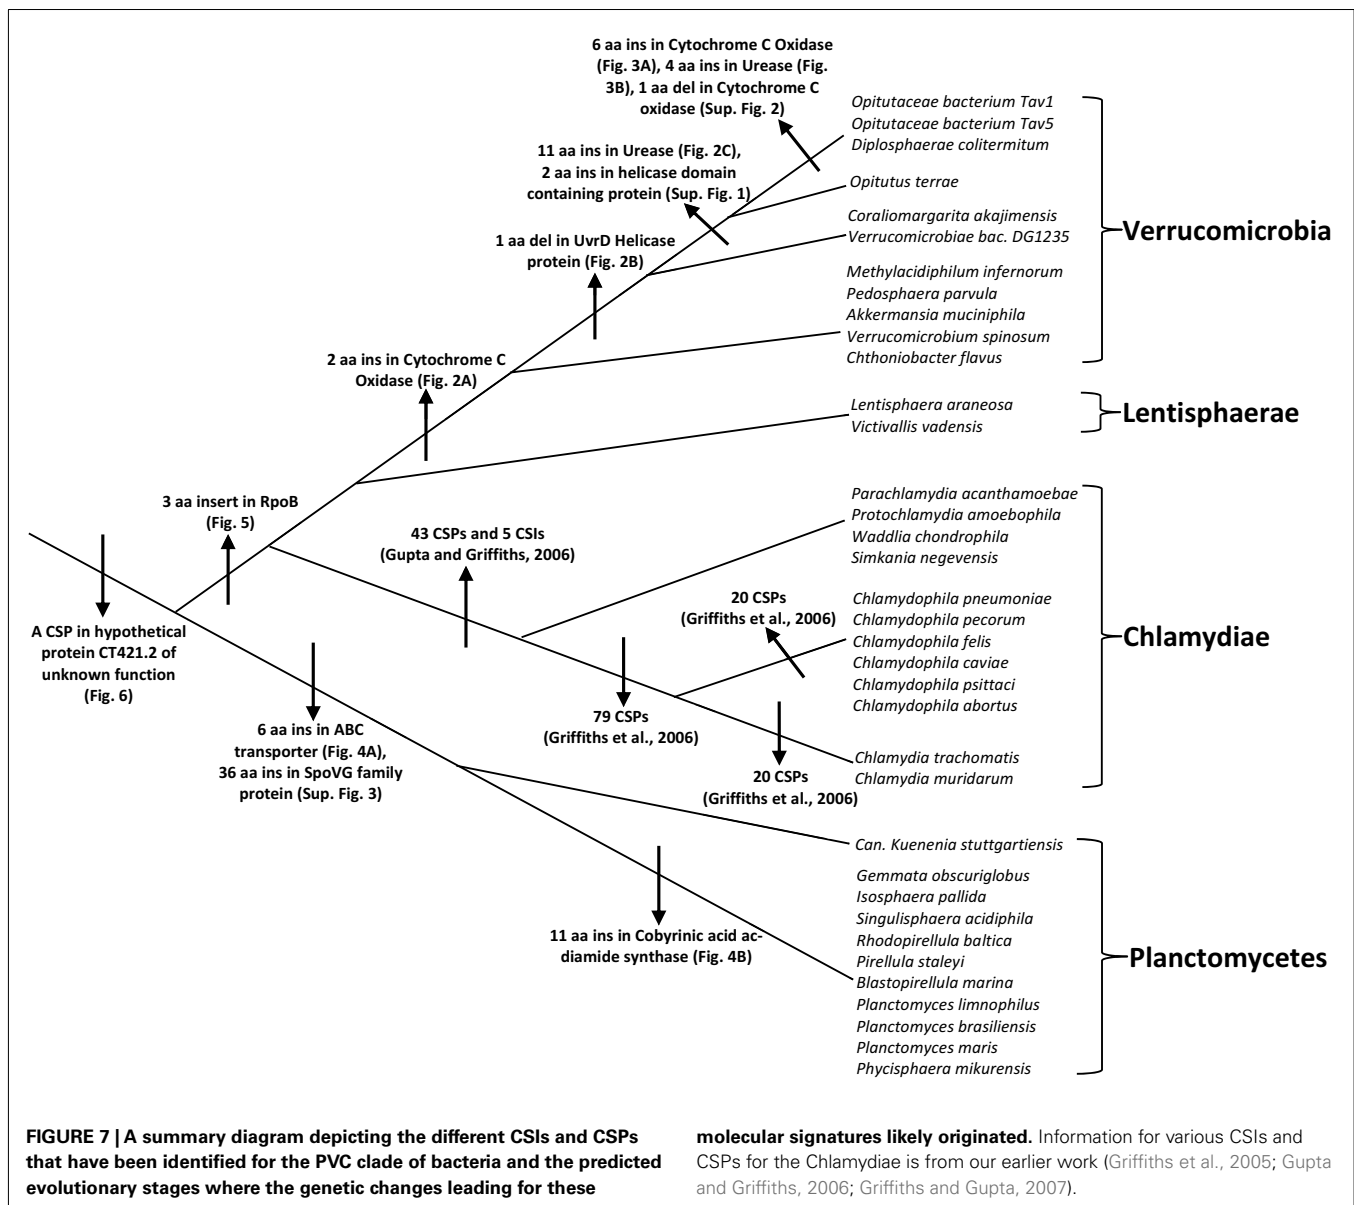 6 aa ins in Cytochrome C Oxidase
(Fig. 3A), 4 aa ins in Urease (Fig.
3B), 1 aa del in Cytochrome C
oxidase (Sup. Fig. 2)
11 aa ins in Urease (Fig. 2C),
2 aa ins in helicase domain
containing protein (Sup. Fig. 1)
1 aa del in UvrD Helicase
protein (Fig. 2B)
2 aa ins in Cytochrome C
Oxidase (Fig. 2A)
3 aa insert in RpoB
(Fig. 5)
43 CSPs and 5 CSIs
(Gupta and Griffiths, 2006)
20 CSPs
(Griffiths et al., 2006)
A CSP in hypothetical
protein CT421.2 of
unknown function
(Fig. 6)
79 CSPs
(Griffiths et al., 2006)
20 CSPs
(Griffiths et al., 2006)
6 aa ins in ABC
transporter (Fig. 4A),
36 aa ins in SpoVG family
protein (Sup. Fig. 3)
11 aa ins in Cobyrinic acid ac-
diamide synthase (Fig. 4B)
Opitutaceae bacterium Tav1
Opitutaceae bacterium Tav5
Diplosphaerae colitermitum
Opitutus terrae
Coraliomargarita akajimensis
Verrucomicrobiae bac. DG1235
Methylacidiphilum infernorum
Pedosphaera parvula
Akkermansia muciniphila
Verrucomicrobium spinosum
Chthoniobacter flavus
Verrucomicrobia
Lentisphaera araneosa
Victivallis vadensis
Lentisphaerae
Parachlamydia acanthamoebae
Protochlamydia amoebophila
Waddlia chondrophila
Simkania negevensis
Chlamydophila pneumoniae
Chlamydophila pecorum
Chlamydophila felis
Chlamydophila caviae
Chlamydophila psittaci
Chlamydophila abortus
Chlamydia trachomatis
Chlamydia muridarum
Chlamydiae
Can. Kuenenia stuttgartiensis
Gemmata obscuriglobus
Isosphaera pallida
Singulisphaera acidiphila
Rhodopirellula baltica
Pirellula staleyi
Blastopirellula marina
Planctomyces limnophilus
Planctomyces brasiliensis
Planctomyces maris
Phycisphaera mikurensis
Planctomycetes
FIGURE 7 | A summary diagram depicting the different CSIs and CSPs
that have been identified for the PVC clade of bacteria and the predicted
evolutionary stages where the genetic changes leading for these
molecular signatures likely originated. Information for various CSIs and
CSPs for the Chlamydiae is from our earlier work (Griffiths et al., 2005; Gupta
and Griffiths, 2006; Griffiths and Gupta, 2007).